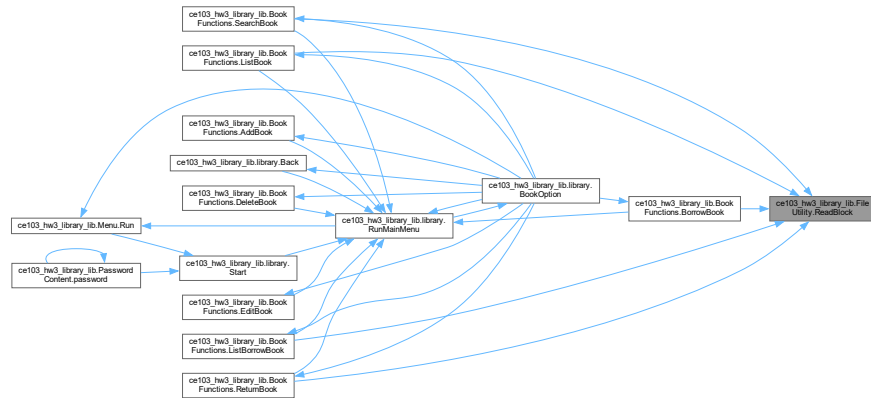 ce103_hw3_library_lib.Book
Functions.SearchBook
ce103_hw3_library_lib.Book
Functions.ListBook
ce103_hw3_library_lib.Book
Functions.AddBook
ce103_hw3_library_lib.library.Back
ce103_hw3_library_lib.Book
Functions.DeleteBook
ce103_hw3_library_lib.library.
BookOption
ce103_hw3_library_lib.Book
Functions.BorrowBook
ce103_hw3_library_lib.File
Utility.ReadBlock
ce103_hw3_library_lib.Menu.Run
ce103_hw3_library_lib.library.
RunMainMenu
ce103_hw3_library_lib.Password
Content.password
ce103_hw3_library_lib.library.
Start
ce103_hw3_library_lib.Book
Functions.EditBook
ce103_hw3_library_lib.Book
Functions.ListBorrowBook
ce103_hw3_library_lib.Book
Functions.ReturnBook